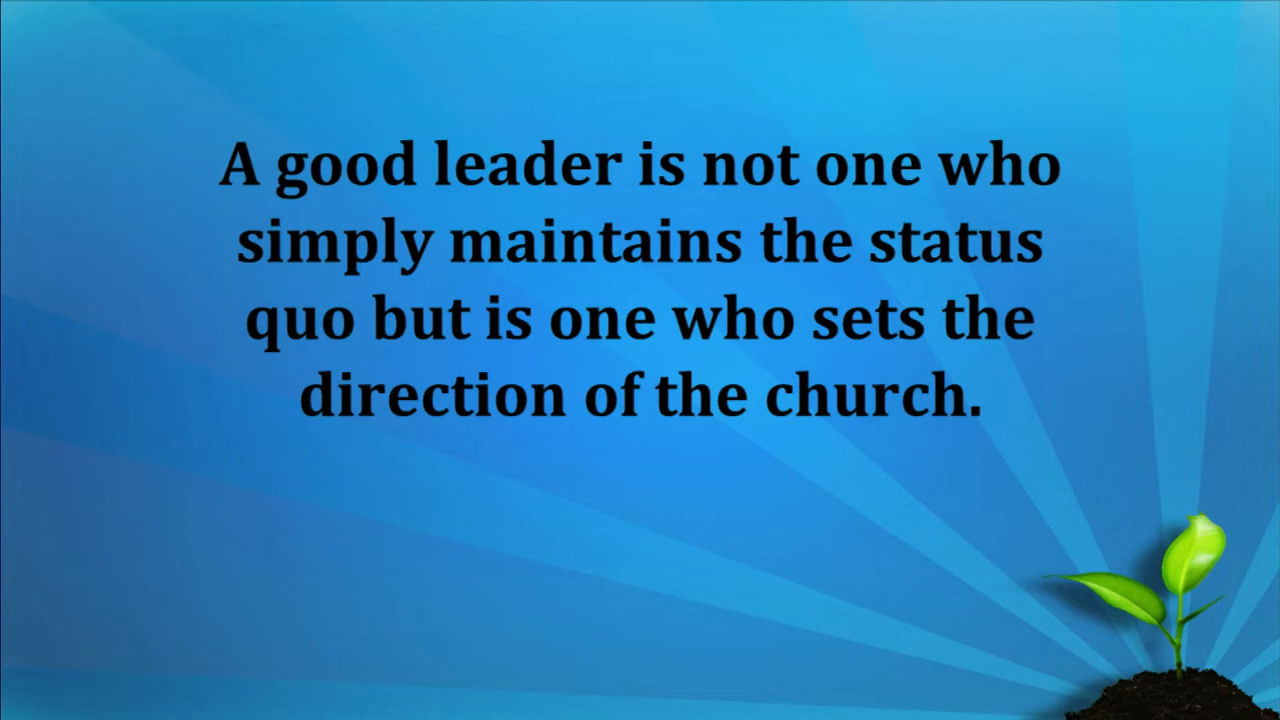 A good leader is not one who
simply maintains the status
quo but is one who sets the
direction of the church.